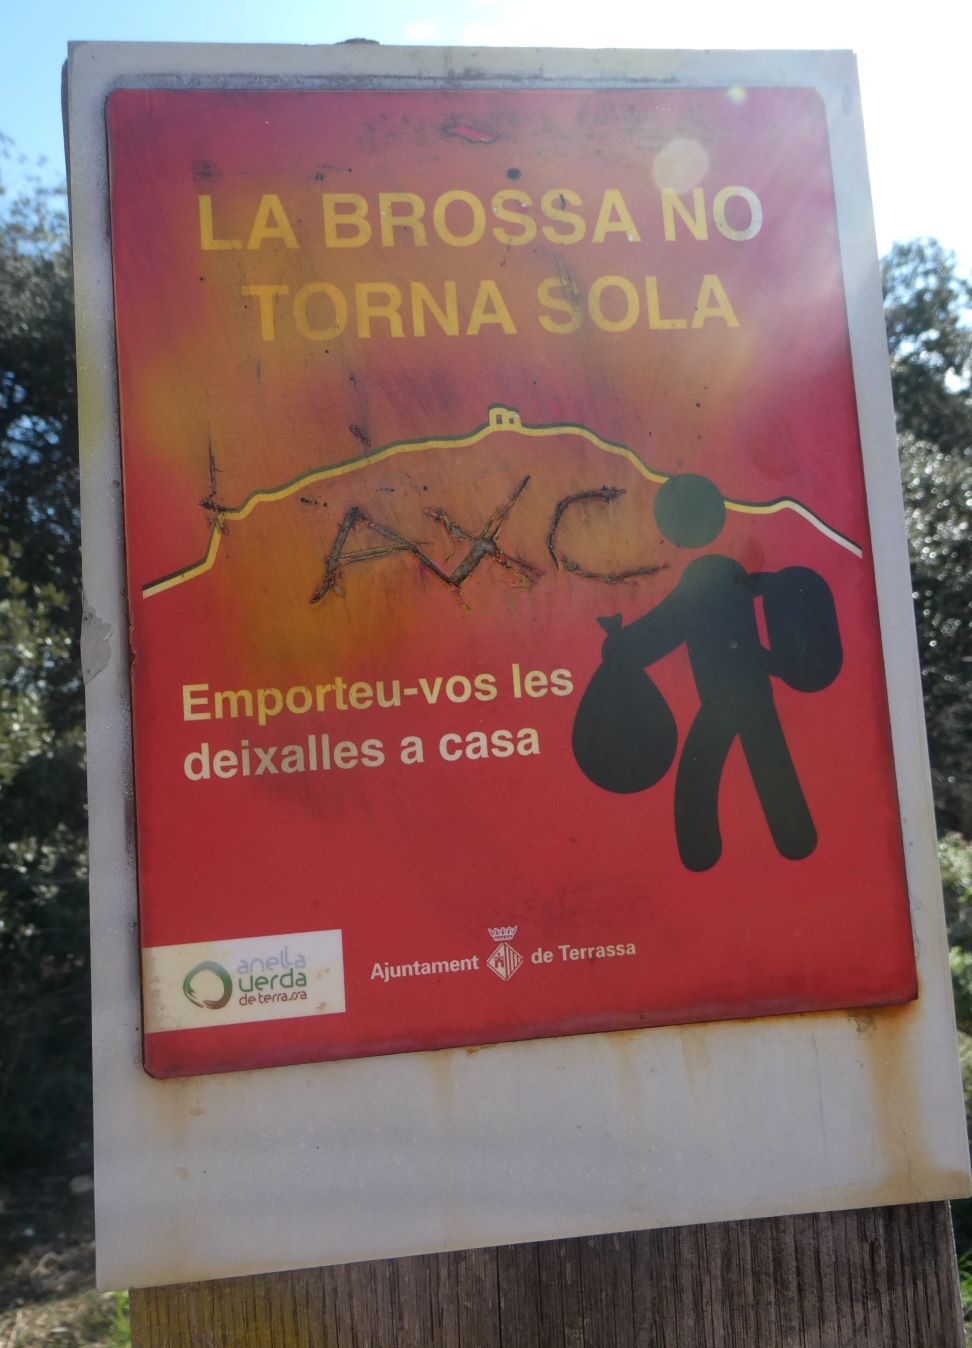 LA BROSSA NO
TORNA SOLA
AXC
Emporteu-vos les
deixalles a casa
anella
verda
de terrassa
Ajuntament de Terrassa